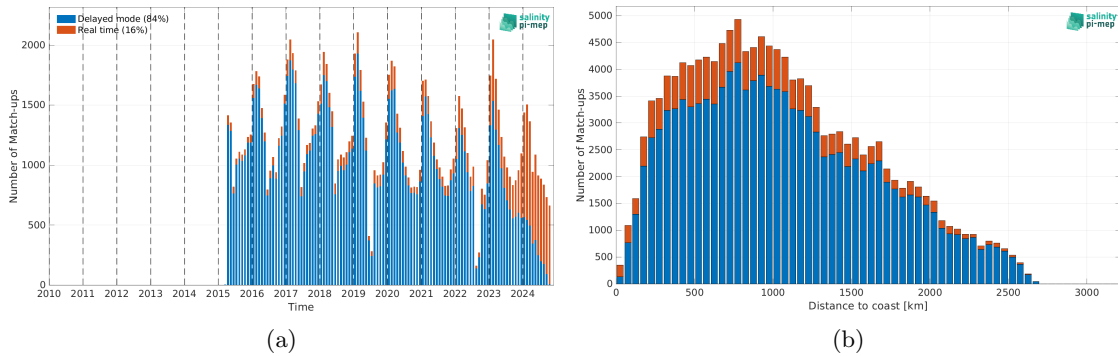 Delayed mode (84%)
Real time (16%)
salinity
pi-mep
Number of Match-ups
2000
1500
1000
500
0
2010 2011 2012 2013 2014 2015 2016 2017 2018 2019 2020 2021 2022 2023 2024
Time
(a)
salinity
pi-mep
Number of Match-ups
5000
4500
4000
3500
3000
2500
2000
1500
1000
500
0
0 500 1000 1500 2000 2500 3000
Distance to coast [km]
(b)